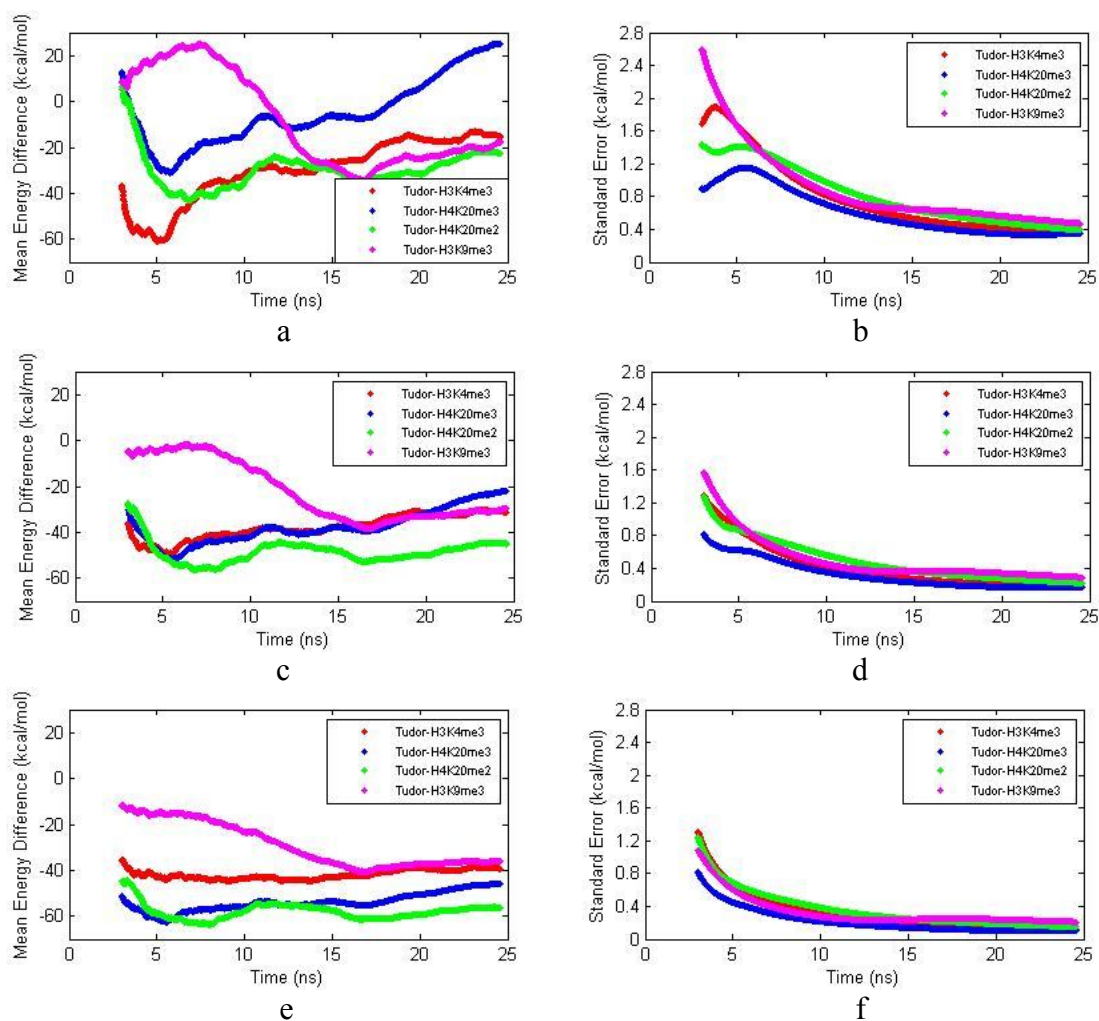 20
0
-20
-40
-60
Mean Energy Difference (kcal/mol)
Tudor-H3K4me3
Tudor-H4K20me3
Tudor-H4K20me2
Tudor-H3K9me3
0 5 10 15 20 25
Time (ns)
a
2.8
2.4
2
1.6
1.2
0.8
0.4
0
Standard Error (kcal/mol)
Tudor-H3K4me3
Tudor-H4K20me3
Tudor-H4K20me2
Tudor-H3K9me3
0 5 10 15 20 25
Time (ns)
b
20
0
-20
-40
-60
Mean Energy Difference (kcal/mol)
Tudor-H3K4me3
Tudor-H4K20me3
Tudor-H4K20me2
Tudor-H3K9me3
0 5 10 15 20 25
Time (ns)
c
2.8
2.4
2
1.6
1.2
0.8
0.4
0
Standard Error (kcal/mol)
Tudor-H3K4me3
Tudor-H4K20me3
Tudor-H4K20me2
Tudor-H3K9me3
0 5 10 15 20 25
Time (ns)
d
20
0
-20
-40
-60
Mean Energy Difference (kcal/mol)
Tudor-H3K4me3
Tudor-H4K20me3
Tudor-H4K20me2
Tudor-H3K9me3
0 5 10 15 20 25
Time (ns)
e
2.8
2.4
2
1.6
1.2
0.8
0.4
0
Standard Error (kcal/mol)
Tudor-H3K4me3
Tudor-H4K20me3
Tudor-H4K20me2
Tudor-H3K9me3
0 5 10 15 20 25
Time (ns)
f